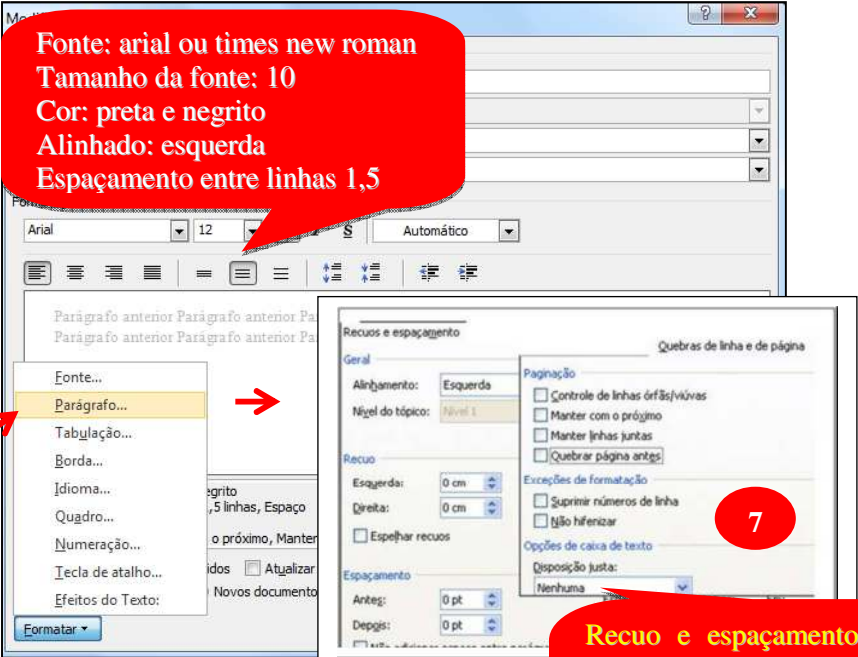 Fonte: arial ou times new roman
Tamanho da fonte: 10
Cor: preta e negrito
Alinhado: esquerda
Espaçamento entre linhas 1,5
Arial
12
S
Automático
Parágrafo anterior Parágrafo anterior
Parágrafo anterior Parágrafo anterior
Fonte...
Parágrafo...
Tabulação...
Borda...
Idioma...
Quadro...
Numeração...
Tecla de atalho...
Efeitos do Texto:
Formatar
,5 linhas, Espaço
o próximo, Manter
Atualizar
Novos documento
Recuos e espaçamento
Geral
Alinhamento: Esquerda
Nível do tópico: Nível 1
Recuo
Esquerda: 0 cm
Direita: 0 cm
Espelhar recuos
Espaçamento
Antes: 0 pt
Depois: 0 pt
Quebras de linha e de página
Paginação
Controle de linhas órfãs/viúvas
Manter com o próximo
Manter linhas juntas
Quebrar página antes
Exceções de formatação
Suprimir números de linha
Não hifenizar
Opções de caixa de texto
Disposição justa:
Nenhuma
7
Recuo e espaçamento